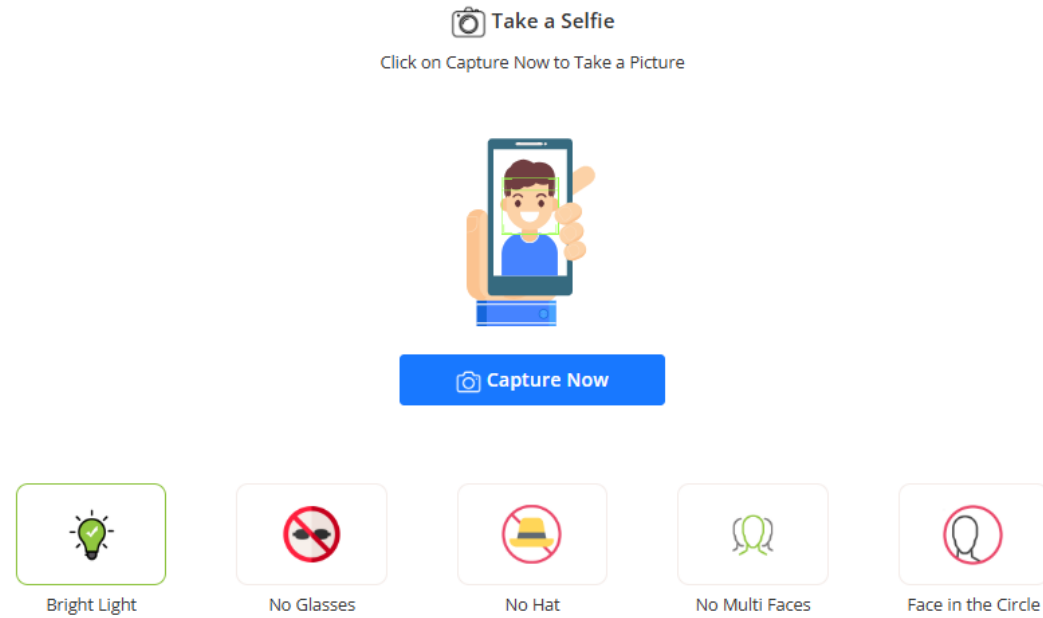 Take a Selfie
Click on Capture Now to Take a Picture
Capture Now
Bright Light
No Glasses
No Hat
No Multi Faces
Face in the Circle